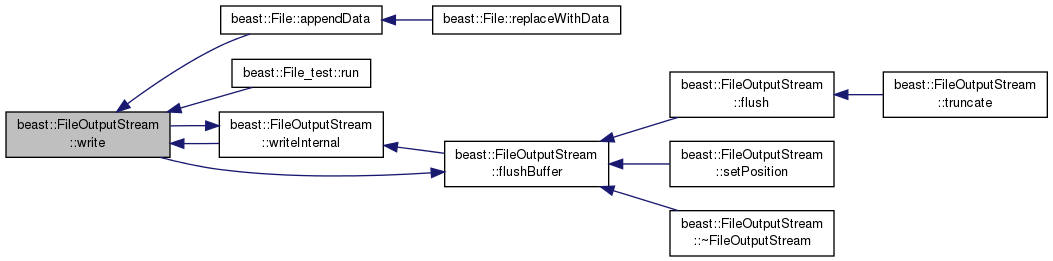 beast::File::appendData
beast::File::replaceWithData
beast::File_test::run
beast::FileOutputStream
::write
beast::FileOutputStream
::writeInternal
beast::FileOutputStream
::flushBuffer
beast::FileOutputStream
::flush
beast::FileOutputStream
::truncate
beast::FileOutputStream
::setPosition
beast::FileOutputStream
::~FileOutputStream